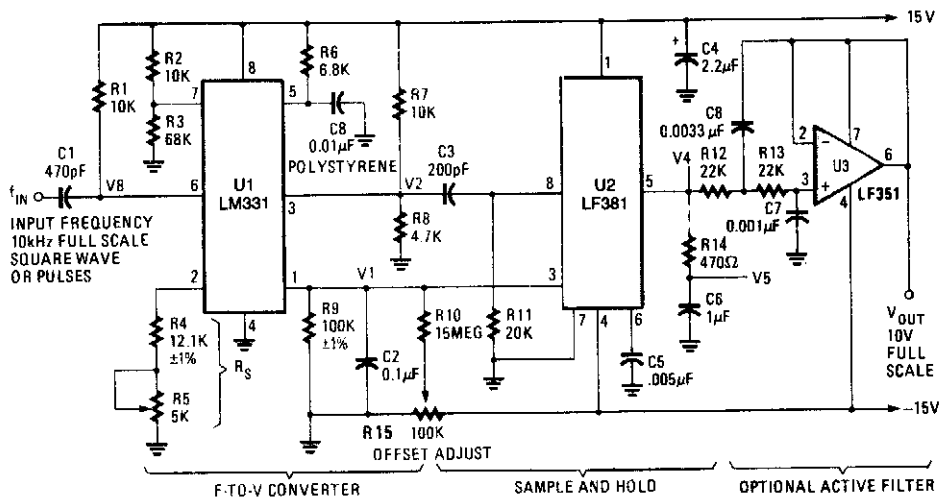 15 V
R1
10K
R2
10K
R3
68K
R6
6.8K
C8
0.01µF
POLYSTYRENE
R7
10K
C4
2.2µF
+
C8
0.0033 µF
R12
22K
R13
22K
C1
470pF
fIN
INPUT FREQUENCY
10kHz FULL SCALE
SQUARE WAVE
OR PULSES
V8
8
7
5
6
3
2
1
4
U1
LM331
V2
C3
200pF
R8
4.7K
V1
R9
100K
±1%
C2
0.1µF
R10
15MEG
R11
20K
1
8
5
3
7
4
6
U2
LF381
C5
.005µF
V4
R14
470Ω
V5
C6
1µF
C7
0.001µF
2
−
3
+
7
4
6
U3
LF351
VOUT
10V
FULL
SCALE
R4
12.1K
±1%
RS
R5
5K
R15
100K
OFFSET ADJUST
−15V
F-TO-V CONVERTER
SAMPLE AND HOLD
OPTIONAL ACTIVE FILTER